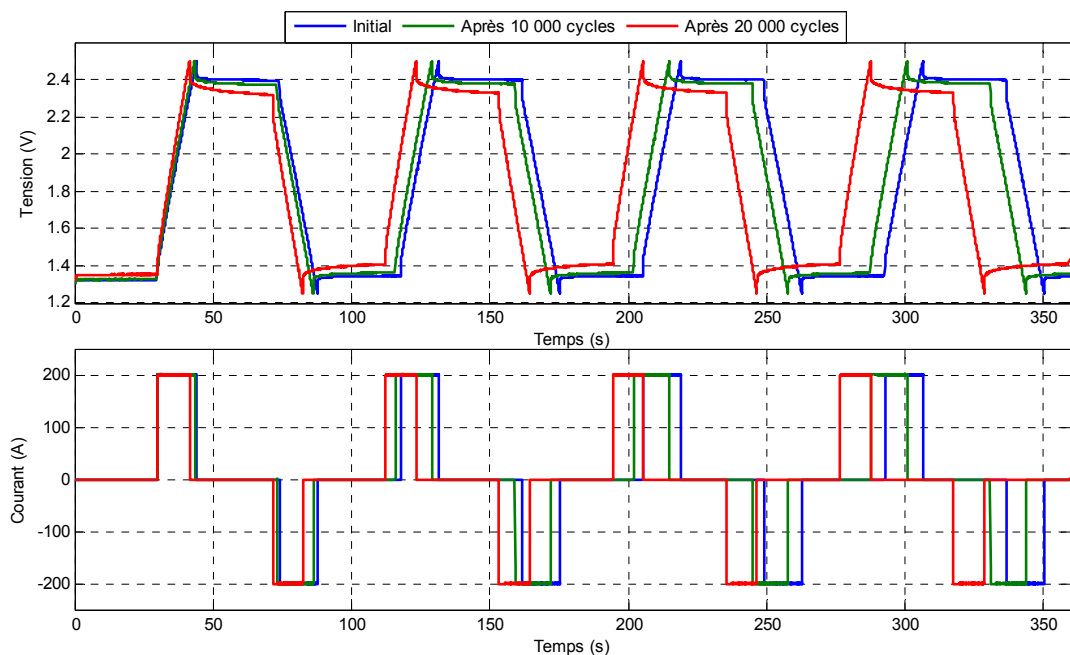 Initial Après 10 000 cycles Après 20 000 cycles
2.4
2.2
2
1.8
1.6
1.4
1.2
Tension (V)
0 50 100 150 200 250 300 350
Temps (s)
200
100
0
-100
-200
Courant (A)
0 50 100 150 200 250 300 350
Temps (s)